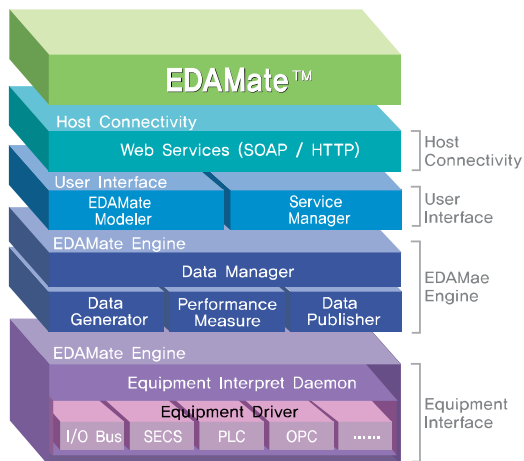 EDAMate™
Host Connectivity
Web Services (SOAP / HTTP)
Host
Connectivity
User Interface
EDAMate
Modeler
Service
Manager
User
Interface
EDAMate Engine
Data Manager
Data
Generator
Performance
Measure
Data
Publisher
EDAMae
Engine
EDAMate Engine
Equipment Interpret Daemon
Equipment Driver
I/O Bus
SECS
PLC
OPC
......
Equipment
Interface